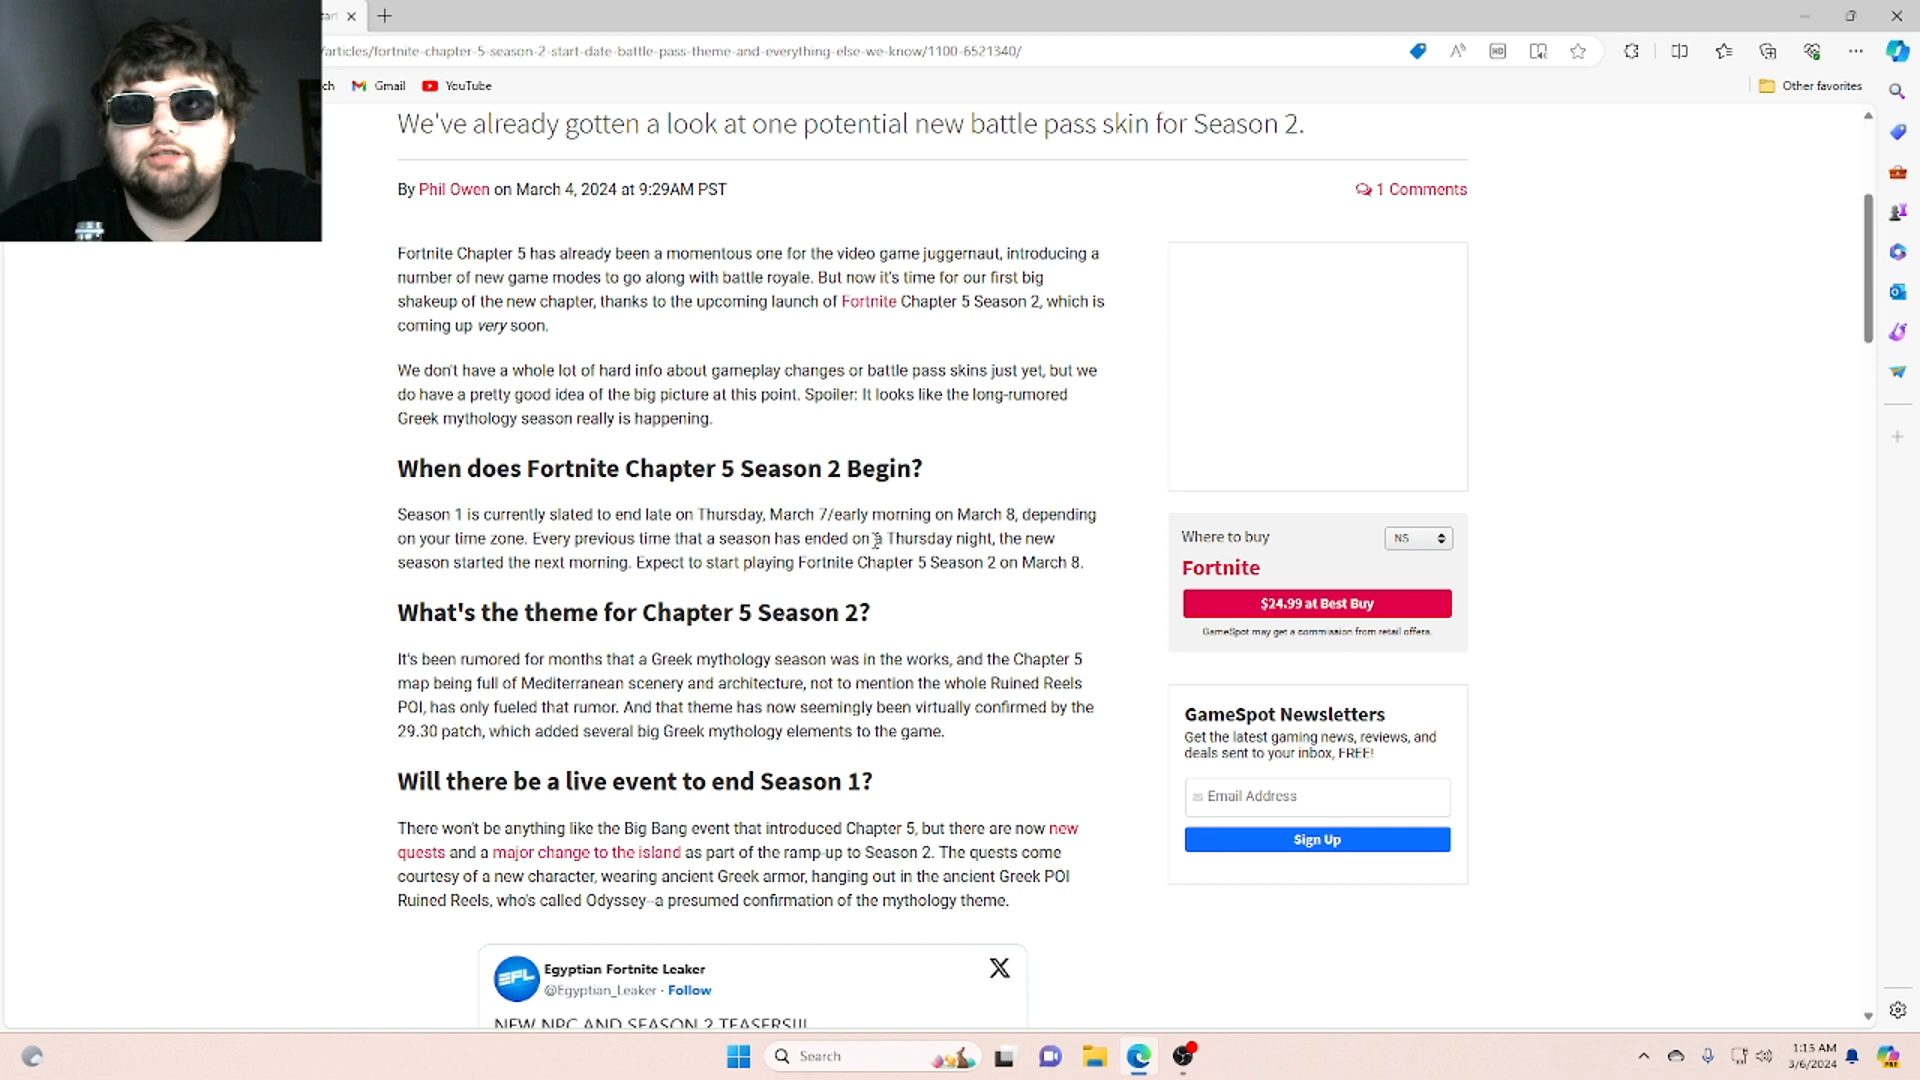 /articles/fortnite-chapter-5-season-2-start-date-battle-pass-theme-and-everything-else-we-know/1100-6521340/
Gmail
YouTube
Other favorites
We've already gotten a look at one potential new battle pass skin for Season 2.
By Phil Owen on March 4, 2024 at 9:29AM PST
1 Comments
Fortnite Chapter 5 has already been a momentous one for the video game juggernaut, introducing a
number of new game modes to go along with battle royale. But now it's time for our first big
shakeup of the new chapter, thanks to the upcoming launch of Fortnite Chapter 5 Season 2, which is
coming up very soon.
We don't have a whole lot of hard info about gameplay changes or battle pass skins just yet, but we
do have a pretty good idea of the big picture at this point. Spoiler: It looks like the long-rumored
Greek mythology season really is happening.
When does Fortnite Chapter 5 Season 2 Begin?
Season 1 is currently slated to end late on Thursday, March 7/early morning on March 8, depending
on your time zone. Every previous time that a season has ended on a Thursday night, the new
season started the next morning. Expect to start playing Fortnite Chapter 5 Season 2 on March 8.
What's the theme for Chapter 5 Season 2?
It's been rumored for months that a Greek mythology season was in the works, and the Chapter 5
map being full of Mediterranean scenery and architecture, not to mention the whole Ruined Reels
POI, has only fueled that rumor. And that theme has now seemingly been virtually confirmed by the
29.30 patch, which added several big Greek mythology elements to the game.
Will there be a live event to end Season 1?
There won't be anything like the Big Bang event that introduced Chapter 5, but there are now new
quests and a major change to the island as part of the ramp-up to Season 2. The quests come
courtesy of a new character, wearing ancient Greek armor, hanging out in the ancient Greek POI
Ruined Reels, who's called Odyssey--a presumed confirmation of the mythology theme.
Where to buy
NS
Fortnite
$24.99 at Best Buy
GameSpot may get a commission from retail offers.
GameSpot Newsletters
Get the latest gaming news, reviews, and
deals sent to your inbox, FREE!
Email Address
Sign Up
EFL
Egyptian Fortnite Leaker
@Egyptian_Leaker · Follow
NEW NPC AND SEASON 2 TEASERS!!!
Search
1:15 AM
3/6/2024